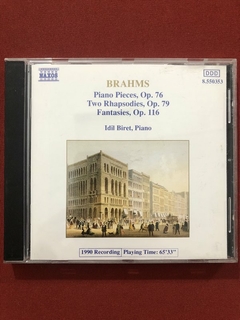 NAXOS
DDD
8.550353
BRAHMS
Piano Pieces, Op. 76
Two Rhapsodies, Op. 79
Fantasies, Op. 116
Idil Biret, Piano
1990 Recording Playing Time: 65'33"